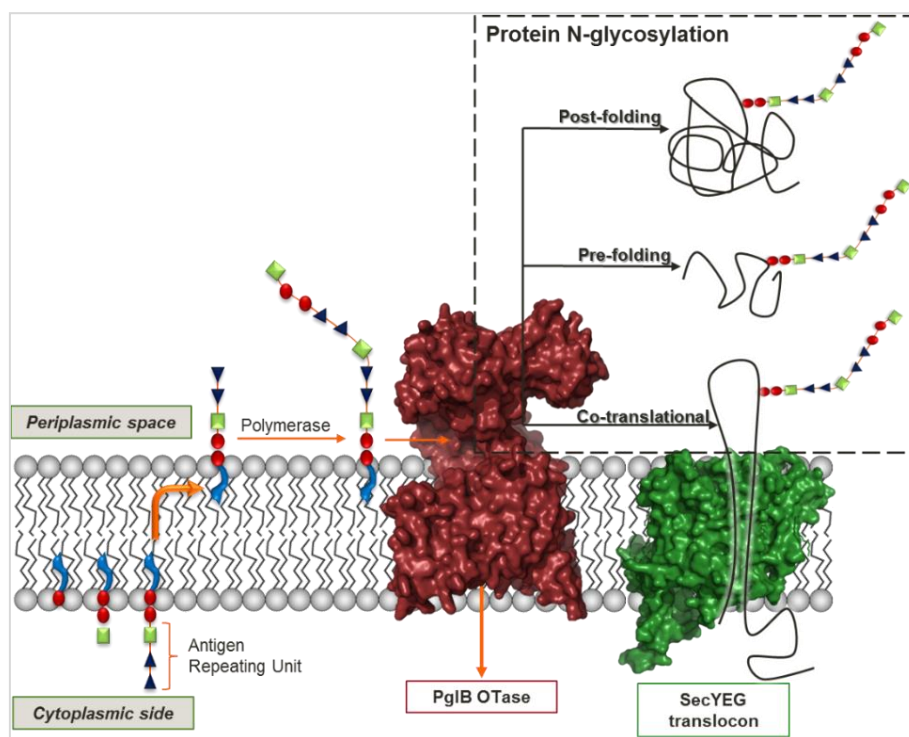 Protein N-glycosylation
Post-folding
Pre-folding
Co-translational
Periplasmic space
Polymerase
Antigen
Repeating Unit
Cytoplasmic side
PglB OTase
SecYEG
translocon